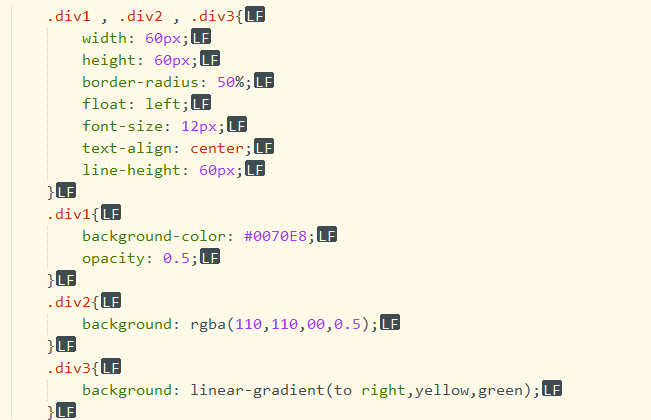 .div1 , .div2 , .div3{LF
width: 60px;LF
height: 60px;LF
border-radius: 50%;LF
float: left;LF
font-size: 12px;LF
text-align: center;LF
line-height: 60px;LF
}LF
.div1{LF
background-color: #0070E8;LF
opacity: 0.5;LF
}LF
.div2{LF
background: rgba(110,110,00,0.5);LF
}LF
.div3{LF
background: linear-gradient(to right,yellow,green);LF
}LF